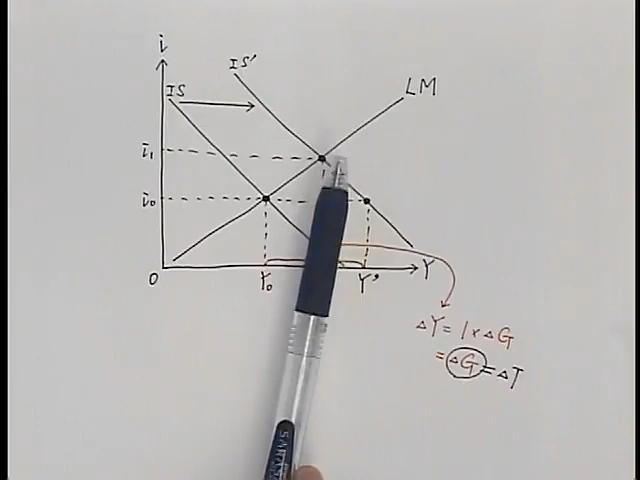 i
IS'
IS
LM
i₁
i₀
0
Y₀
Y'
Y
ΔY = 1 × ΔG
= ΔG = ΔT